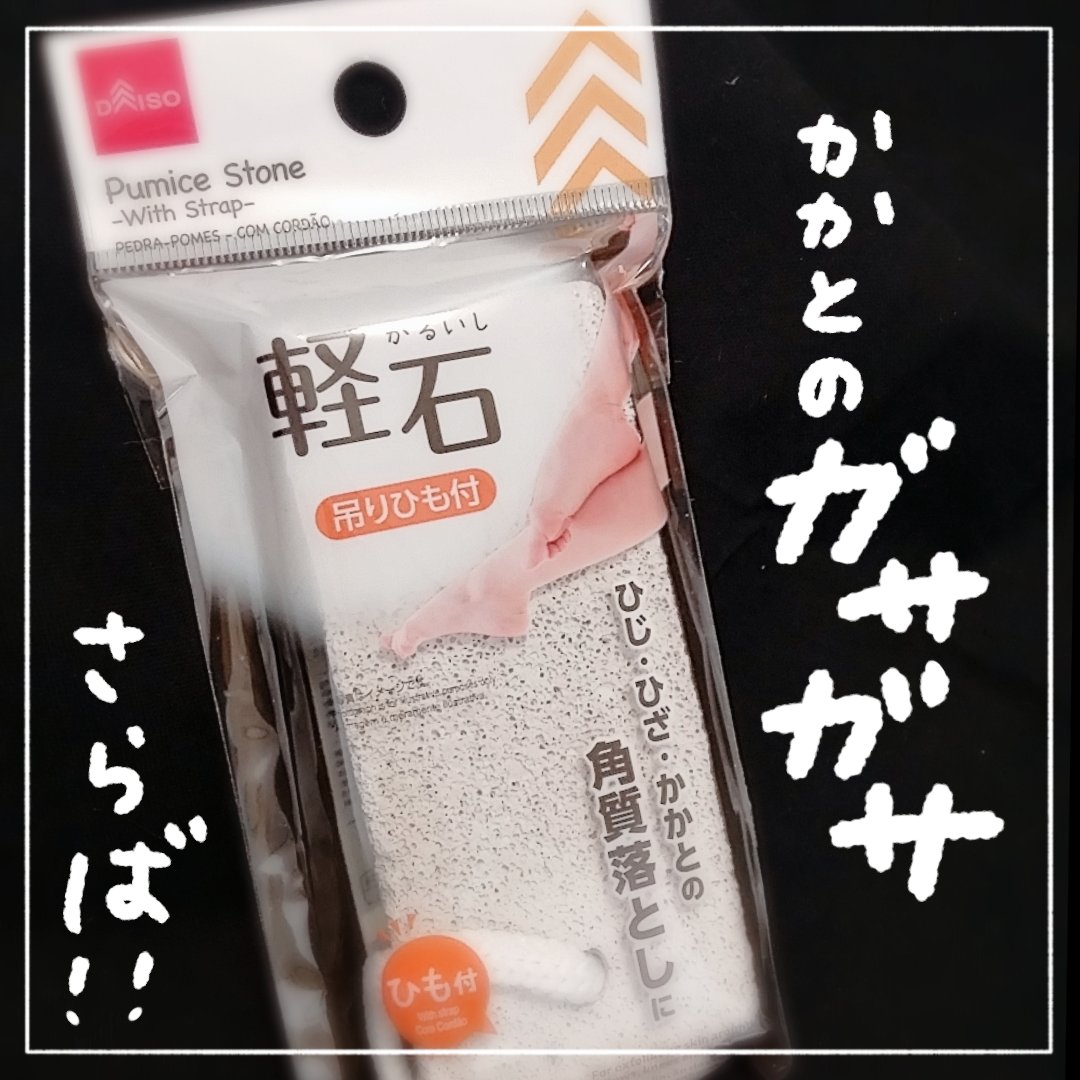 かかとのガサガサ
さらば!!
DAISO
Pumice Stone
-With Strap-
PEDRA-POMES - COM CORDÃO
かるいし
軽石
吊りひも付
ひじ・ひざ・かかとの
角質落としに
ひも付
With strap
Com Cordão